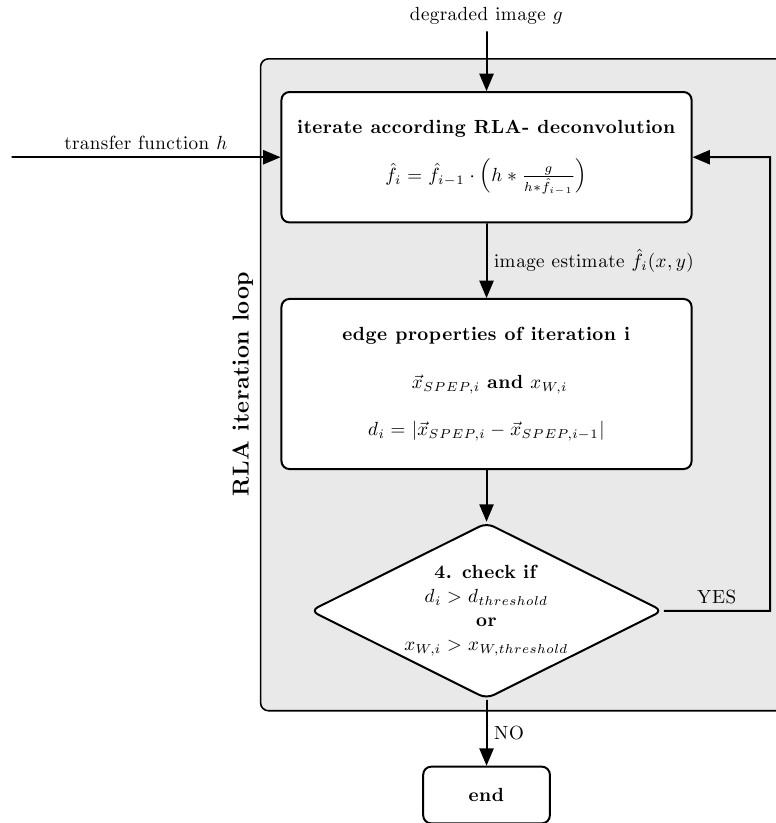 degraded image g
iterate according RLA- deconvolution
transfer function h
f̂ᵢ = f̂ᵢ₋₁ · (h * g / (h*f̂ᵢ₋₁))
image estimate f̂ᵢ(x, y)
RLA iteration loop
edge properties of iteration i
x⃗_{SPEP,i} and x_{W,i}
d_i = |x⃗_{SPEP,i} − x⃗_{SPEP,i−1}|
4. check if
d_i > d_{threshold}
or
x_{W,i} > x_{W,threshold}
YES
NO
end